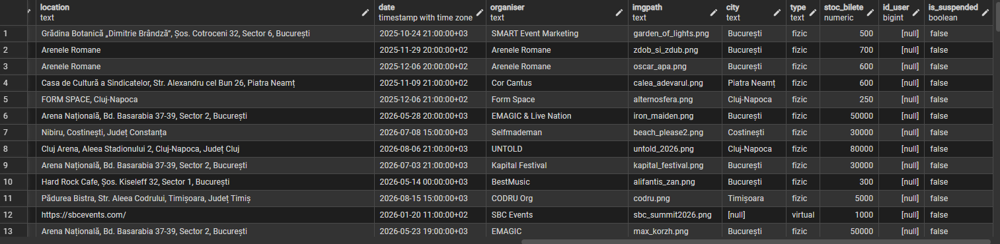 location date organiser imgpath city type stoc_bilete id_user is_suspended
text timestamp with time zone text text text text numeric bigint boolean
1 Grădina Botanică „Dimitrie Brândză”, Șos. Cotroceni 32, Sector 6, București 2025-10-24 21:00:00+03 SMART Event Marketing garden_of_lights.png București fizic 500 [null] false
2 Arenele Romane 2025-11-29 20:00:00+02 Arenele Romane zdob_si_zdub.png București fizic 700 [null] false
3 Arenele Romane 2025-12-06 20:00:00+02 Arenele Romane oscar_apa.png București fizic 600 [null] false
4 Casa de Cultură a Sindicatelor, Str. Alexandru cel Bun 26, Piatra Neamț 2025-11-09 21:00:00+02 Cor Cantus calea_adevarul.png Piatra Neamț fizic 600 [null] false
5 FORM SPACE, Cluj-Napoca 2025-12-06 21:00:00+02 Form Space alternosfera.png Cluj-Napoca fizic 250 [null] false
6 Arena Națională, Bd. Basarabia 37-39, Sector 2, București 2026-05-28 20:00:00+03 EMAGIC & Live Nation iron_maiden.png București fizic 50000 [null] false
7 Nibiru, Costinești, Județ Constanța 2026-07-08 15:00:00+03 Selfmademan beach_please2.png Costinești fizic 30000 [null] false
8 Cluj Arena, Aleea Stadionului 2, Cluj-Napoca, Județ Cluj 2026-08-06 21:00:00+03 UNTOLD untold_2026.png Cluj-Napoca fizic 80000 [null] false
9 Arena Națională, Bd. Basarabia 37-39, Sector 2, București 2026-07-03 21:00:00+03 Kapital Festival kapital_festival.png București fizic 30000 [null] false
10 Hard Rock Cafe, Șos. Kiseleff 32, Sector 1, București 2026-05-14 00:00:00+03 BestMusic alifantis_zan.png București fizic 300 [null] false
11 Pădurea Bistra, Str. Aleea Codrului, Timișoara, Județ Timiș 2026-08-15 15:00:00+03 CODRU Org codru.png Timișoara fizic 5000 [null] false
12 https://sbcevents.com/ 2026-01-20 11:00:00+02 SBC Events sbc_summit2026.png [null] virtual 1000 [null] false
13 Arena Națională, Bd. Basarabia 37-39, Sector 2, București 2026-05-23 19:00:00+03 EMAGIC max_korzh.png București fizic 50000 [null] false